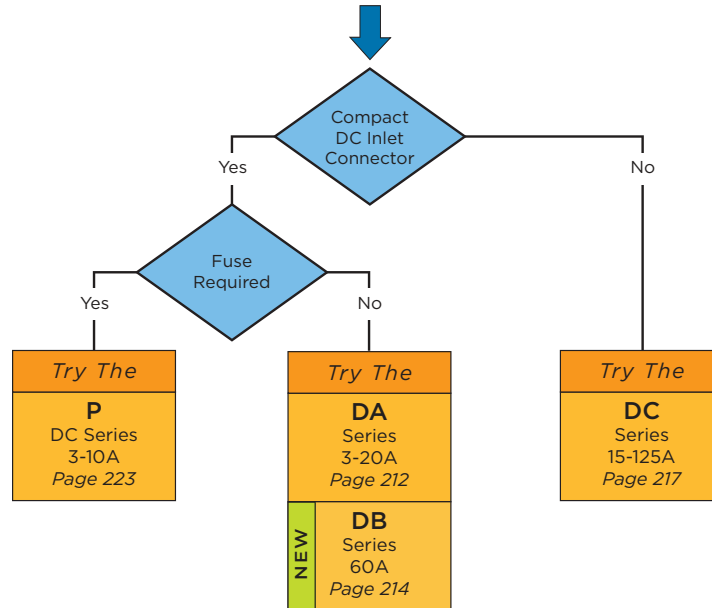 Compact
DC Inlet
Connector
Yes
No
Fuse
Required
Yes
No
Try The
P
DC Series
3-10A
Page 223
Try The
DA
Series
3-20A
Page 212
NEW
DB
Series
60A
Page 214
Try The
DC
Series
15-125A
Page 217